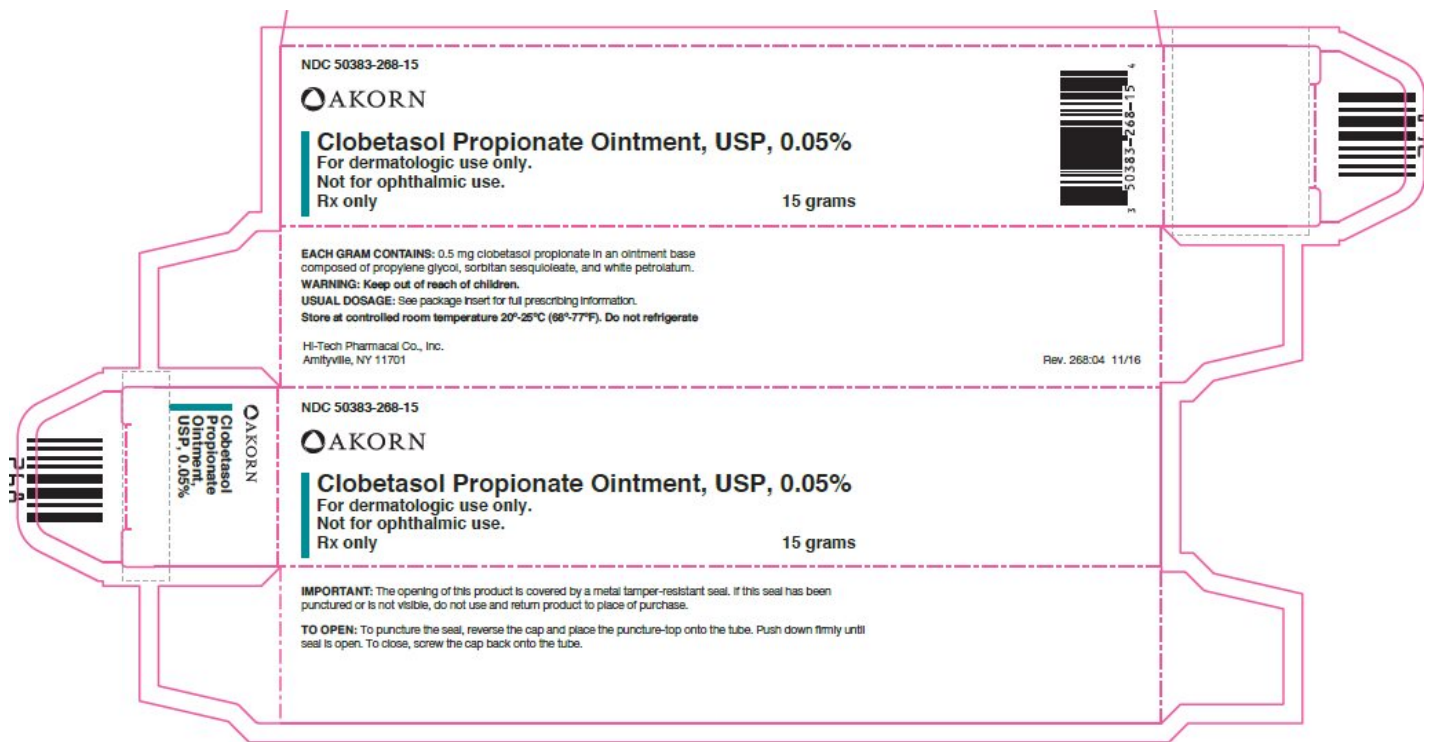 NDC 50383-268-15
AKORN
Clobetasol Propionate Ointment, USP, 0.05%
For dermatologic use only.
Not for ophthalmic use.
Rx only 15 grams
3 50383-268-15 4
EACH GRAM CONTAINS: 0.5 mg clobetasol propionate in an ointment base
composed of propylene glycol, sorbitan sesquioleate, and white petrolatum.
WARNING: Keep out of reach of children.
USUAL DOSAGE: See package insert for full prescribing information.
Store at controlled room temperature 20°-25°C (68°-77°F). Do not refrigerate
Hi-Tech Pharmacal Co., Inc.
Amityville, NY 11701
Rev. 268:04 11/16
AKORN
Clobetasol
Propionate
Ointment,
USP, 0.05%
NDC 50383-268-15
AKORN
Clobetasol Propionate Ointment, USP, 0.05%
For dermatologic use only.
Not for ophthalmic use.
Rx only 15 grams
IMPORTANT: The opening of this product is covered by a metal tamper-resistant seal. If this seal has been
punctured or is not visible, do not use and return product to place of purchase.
TO OPEN: To puncture the seal, reverse the cap and place the puncture-top onto the tube. Push down firmly until
seal is open. To close, screw the cap back onto the tube.